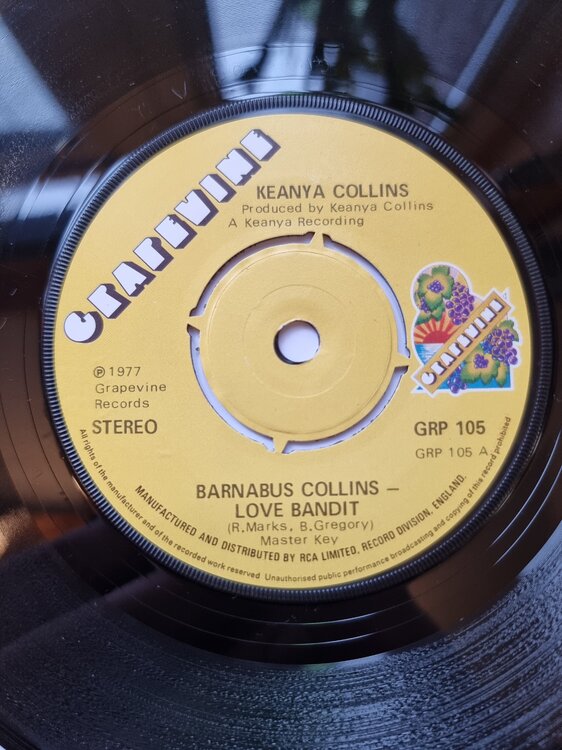 GRAPEVINE
KEANYA COLLINS
Produced by Keanya Collins
A Keanya Recording
GRAPEVINE
℗ 1977
Grapevine
Records
STEREO
GRP 105
GRP 105 A
BARNABUS COLLINS –
LOVE BANDIT
(R,Marks, B.Gregory)
Master Key
MANUFACTURED AND DISTRIBUTED BY RCA LIMITED, RECORD DIVISION, ENGLAND.
All rights of the manufacturer and of the recorded work reserved Unauthorised public performance broadcasting and copying of this record prohibited